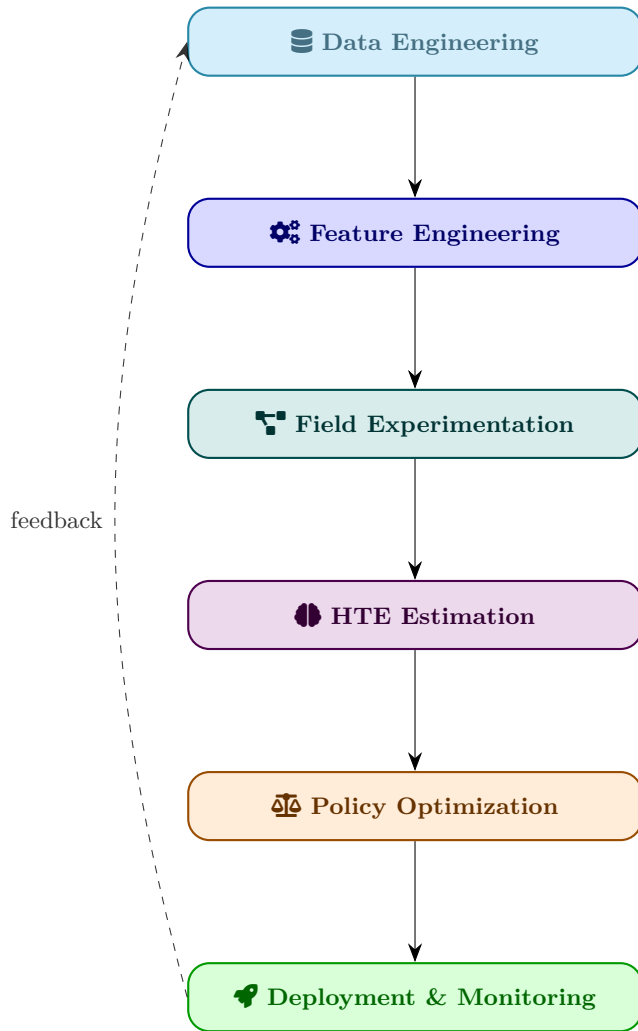 Data Engineering
Feature Engineering
Field Experimentation
feedback
HTE Estimation
Policy Optimization
Deployment & Monitoring